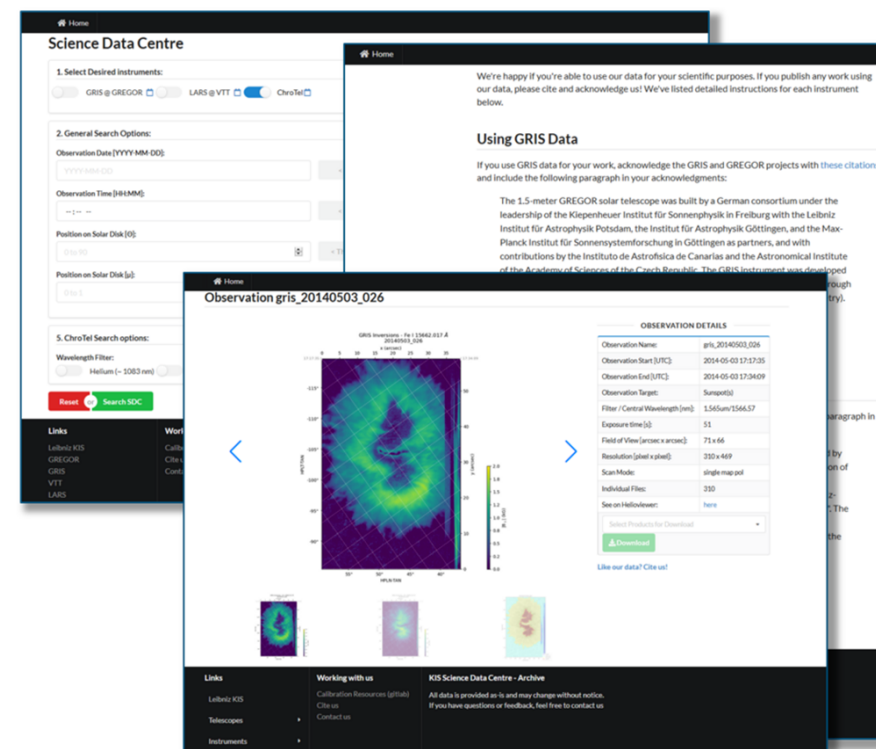 Home
Science Data Centre
1. Select Desired instruments:
GRIS @ GREGOR
LARS @ VTT
ChroTel
2. General Search Options:
Observation Date [YYYY-MM-DD]:
YYYY-MM-DD
Observation Time [HH:MM]:
--:-- --
Position on Solar Disk [Θ]:
0 to 90
Position on Solar Disk [μ]:
0 to 1
5. ChroTel Search options:
Wavelength Filter:
Helium (~ 1083 nm)
Reset or Search SDC
Links
Leibniz KIS
GREGOR
GRIS
VTT
LARS
Home
We're happy if you're able to use our data for your scientific purposes. If you publish any work using
our data, please cite and acknowledge us! We've listed detailed instructions for each instrument
below.
Using GRIS Data
If you use GRIS data for your work, acknowledge the GRIS and GREGOR projects with these citation
and include the following paragraph in your acknowledgments:
The 1.5-meter GREGOR solar telescope was built by a German consortium under the
leadership of the Kiepenheuer Institut für Sonnenphysik in Freiburg with the Leibniz
Institut für Astrophysik Potsdam, the Institut für Astrophysik Göttingen, and the Max-
Planck Institut für Sonnensystemforschung in Göttingen as partners, and with
contributions by the Instituto de Astrofisica de Canarias and the Astronomical Institute
of the Academy of Sciences of the Czech Republic. The GRIS instrument was developed
Home
Observation gris_20140503_026
GRIS Inversions - Fe I 15662.017 Å
20140503_026
x (arcsec)
y (arcsec)
HPLN-TAN
OBSERVATION DETAILS
Observation Name: gris_20140503_026
Observation Start [UTC]: 2014-05-03 17:17:35
Observation End [UTC]: 2014-05-03 17:34:09
Observation Target: Sunspot(s)
Filter / Central Wavelength [nm]: 1.565um/1566.57
Exposure time [s]: 51
Field of View [arcsec x arcsec]: 71 x 66
Resolution [pixel x pixel]: 310 x 469
Scan Mode: single map pol
Individual Files: 310
See on Helioviewer: here
Select Products for Download
Download
Like our data? Cite us!
Links
Leibniz KIS
Telescopes
Instruments
Working with us
Calibration Resources (gitlab)
Cite us
Contact us
KIS Science Data Centre - Archive
All data is provided as-is and may change without notice.
If you have questions or feedback, feel free to contact us